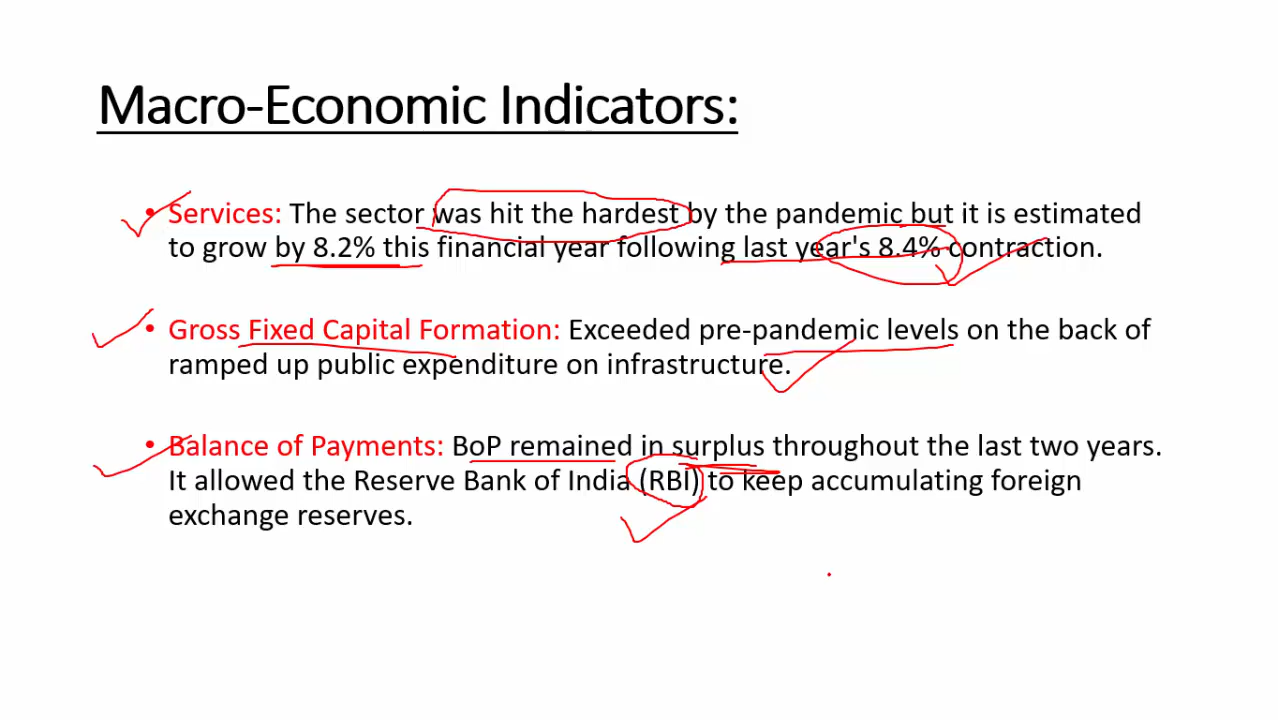 Macro-Economic Indicators:
• Services: The sector was hit the hardest by the pandemic but it is estimated
to grow by 8.2% this financial year following last year's 8.4% contraction.
• Gross Fixed Capital Formation: Exceeded pre-pandemic levels on the back of
ramped up public expenditure on infrastructure.
• Balance of Payments: BoP remained in surplus throughout the last two years.
It allowed the Reserve Bank of India (RBI) to keep accumulating foreign
exchange reserves.